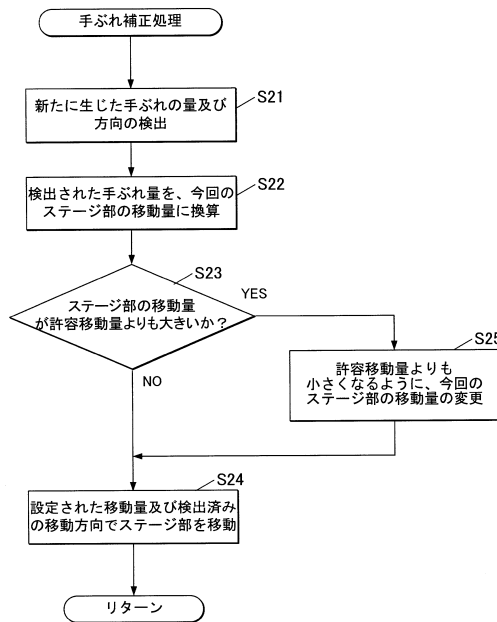 手ぶれ補正処理
S21
新たに生じた手ぶれの量及び
方向の検出
S22
検出された手ぶれ量を、今回の
ステージ部の移動量に換算
S23
ステージ部の移動量
が許容移動量よりも大きいか？
YES
NO
S25
許容移動量よりも
小さくなるように、今回の
ステージ部の移動量の変更
S24
設定された移動量及び検出済み
の移動方向でステージ部を移動
リターン